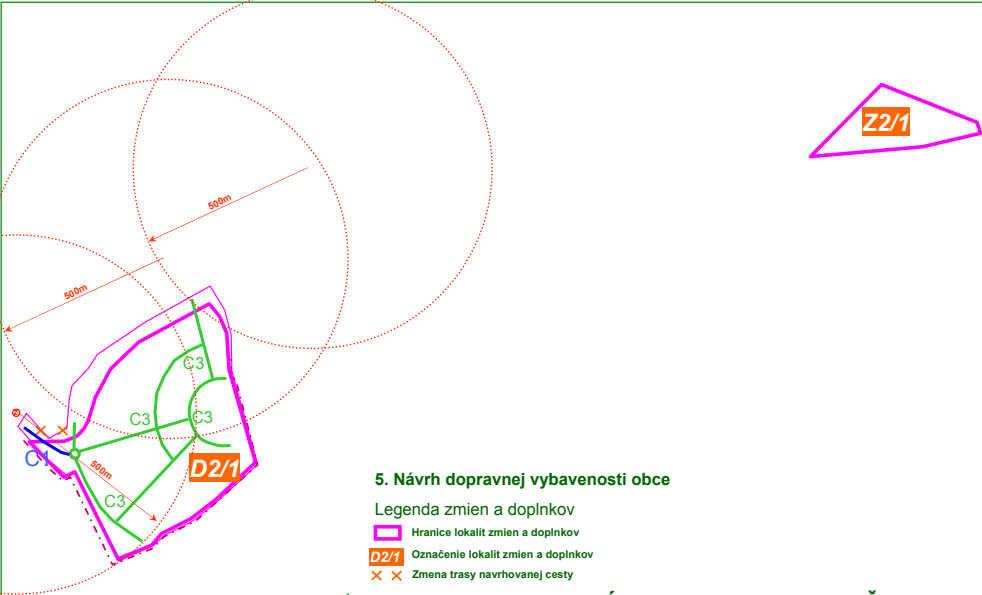 Z2/1
500m
500m
C3
C3
C3
C1
500m
D2/1
C3
5. Návrh dopravnej vybavenosti obce
Legenda zmien a doplnkov
Hranice lokalít zmien a doplnkov
D2/1 Označenie lokalít zmien a doplnkov
Zmena trasy navrhovanej cesty